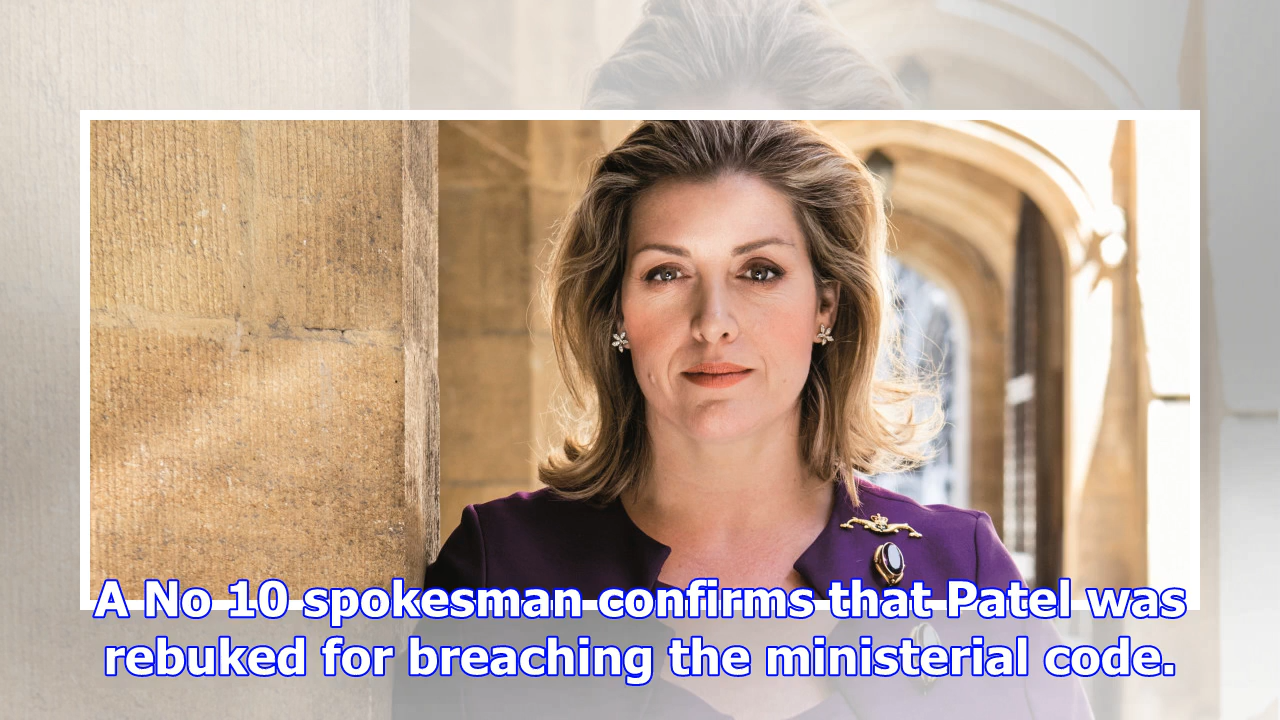 A No 10 spokesman confirms that Patel was
rebuked for breaching the ministerial code.